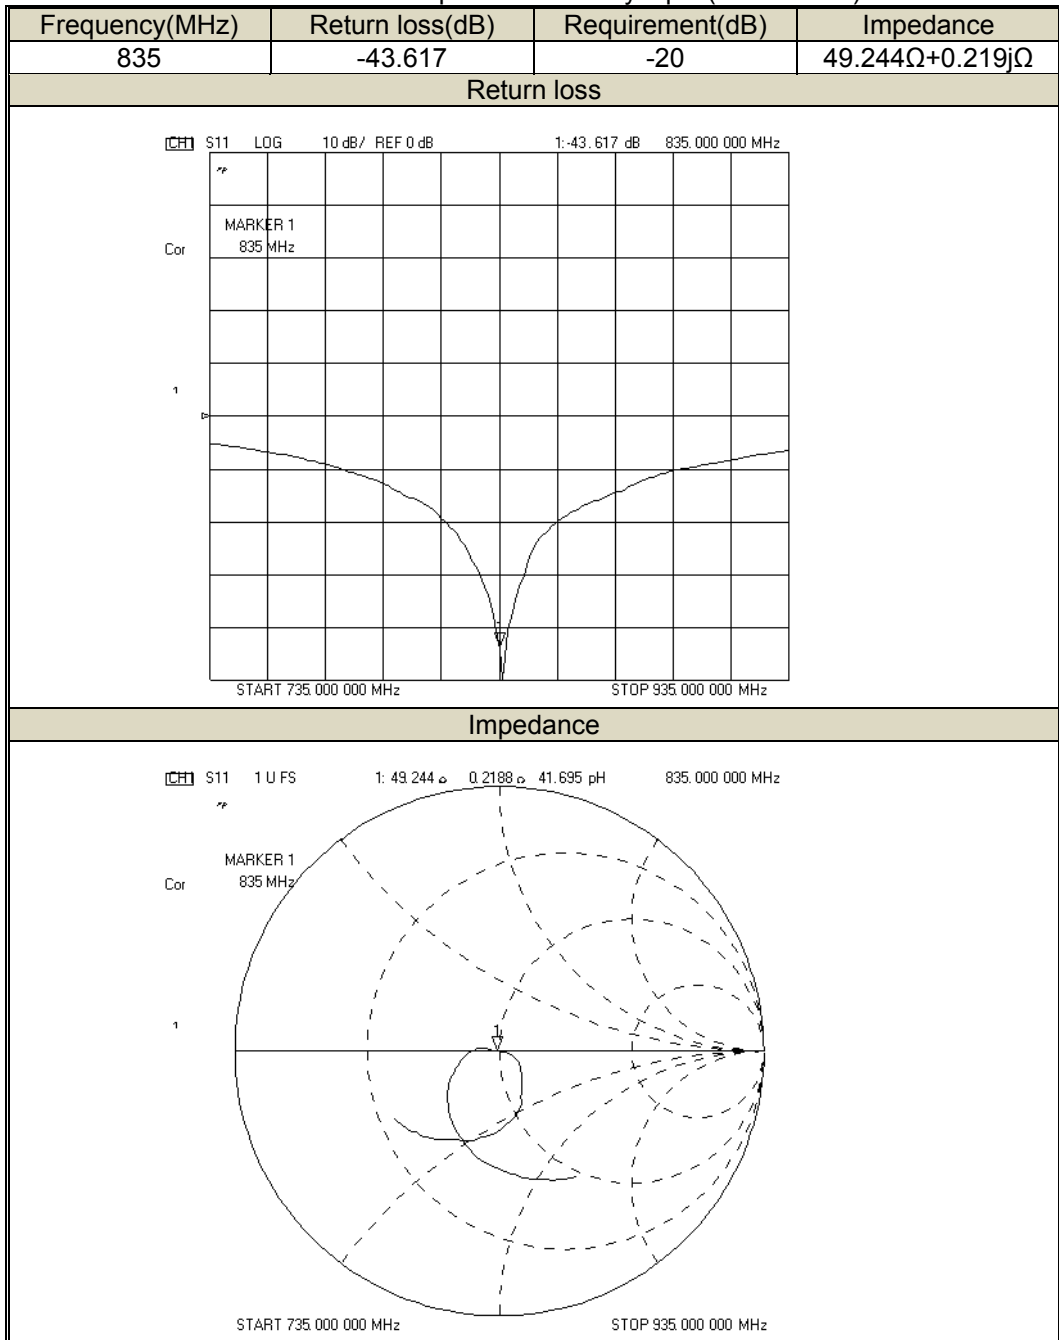 Frequency(MHz) Return loss(dB) Requirement(dB) Impedance
835 -43.617 -20 49.244Ω+0.219jΩ
Return loss
CH1 S11 LOG 10 dB/ REF 0 dB 1:-43.617 dB 835.000 000 MHz
MARKER 1
835 MHz
Cor
1
1
START 735.000 000 MHz STOP 935.000 000 MHz
Impedance
CH1 S11 1 U FS 1: 49.244 Ω 0.2188 Ω 41.695 pH 835.000 000 MHz
MARKER 1
835 MHz
Cor
1
1
START 735.000 000 MHz STOP 935.000 000 MHz